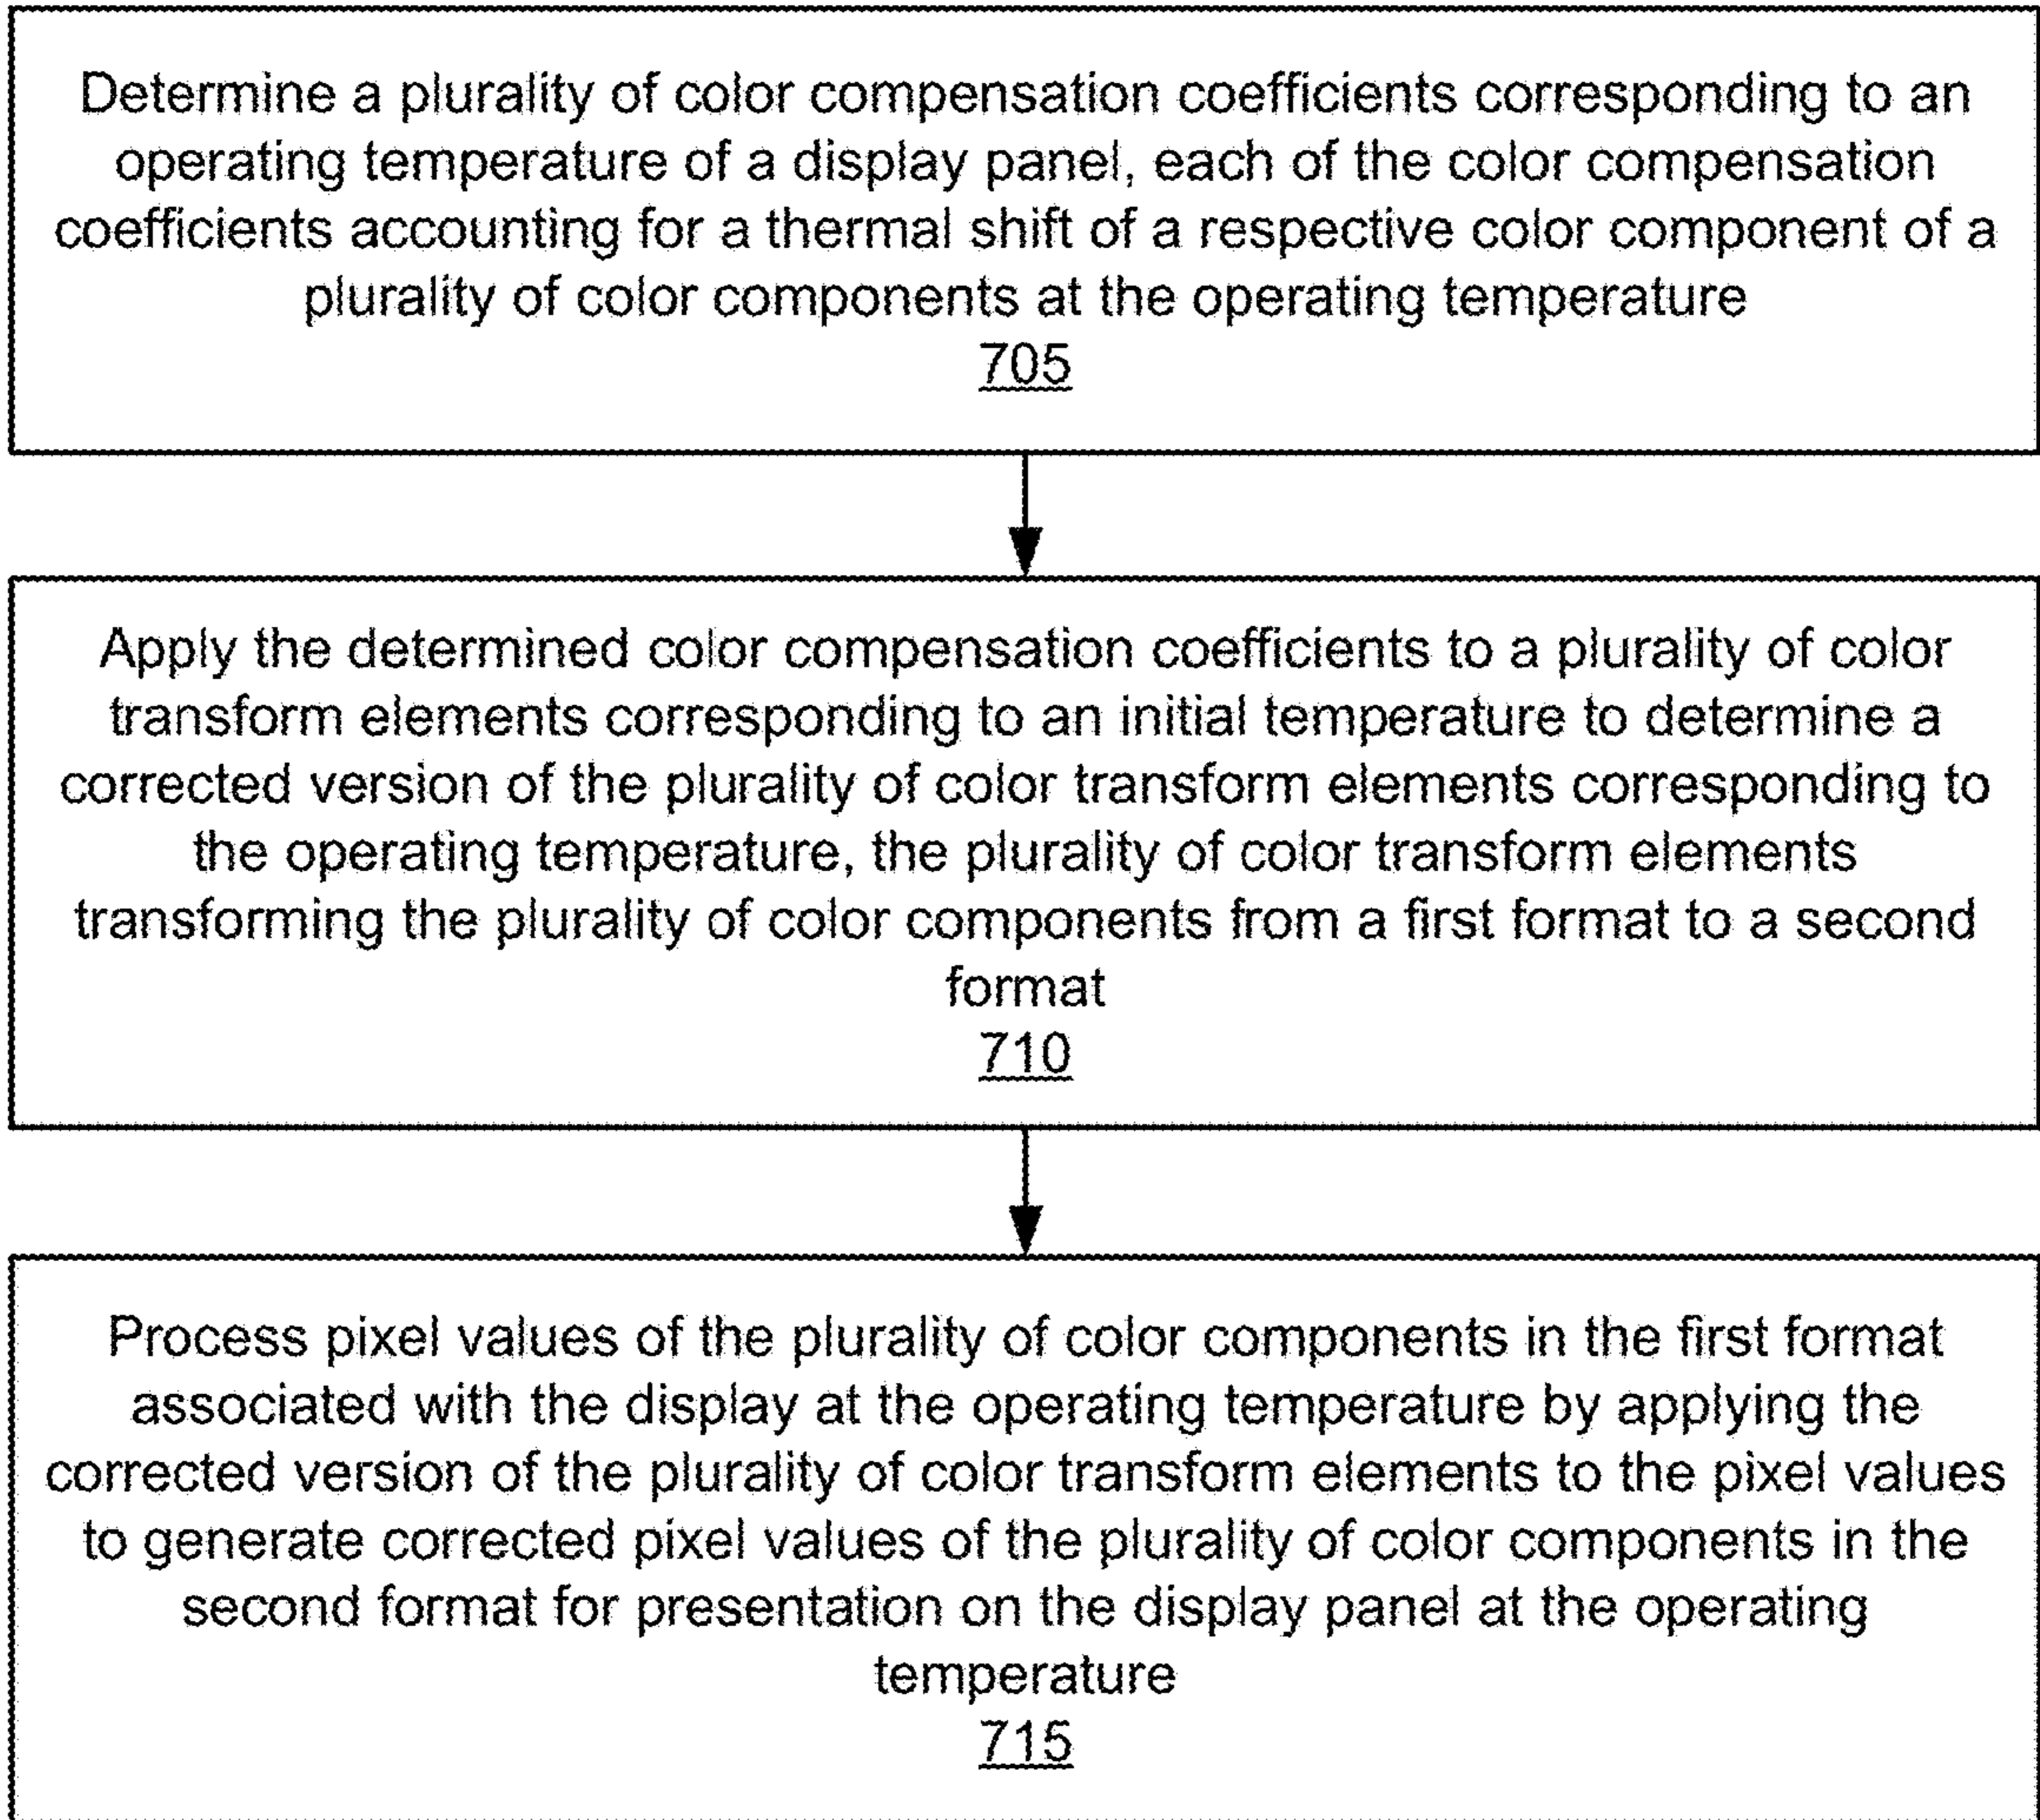 Determine a plurality of color compensation coefficients corresponding to an
operating temperature of a display panel, each of the color compensation
coefficients accounting for a thermal shift of a respective color component of a
plurality of color components at the operating temperature
705
Apply the determined color compensation coefficients to a plurality of color
transform elements corresponding to an initial temperature to determine a
corrected version of the plurality of color transform elements corresponding to
the operating temperature, the plurality of color transform elements
transforming the plurality of color components from a first format to a second
format
710
Process pixel values of the plurality of color components in the first format
associated with the display at the operating temperature by applying the
corrected version of the plurality of color transform elements to the pixel values
to generate corrected pixel values of the plurality of color components in the
second format for presentation on the display panel at the operating
temperature
715